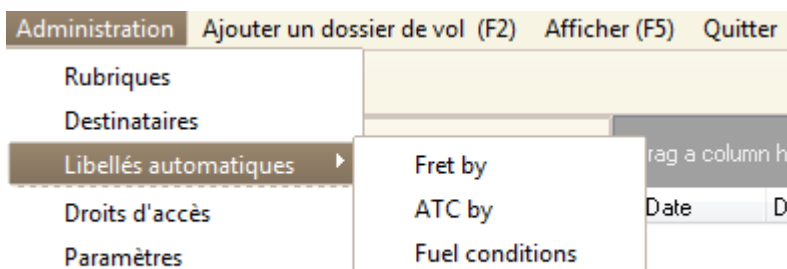 Administration Ajouter un dossier de vol (F2) Afficher (F5) Quitter
Rubriques
Destinataires
Libellés automatiques
Droits d'accès
Paramètres
Fret by
ATC by
Fuel conditions
a column
Date